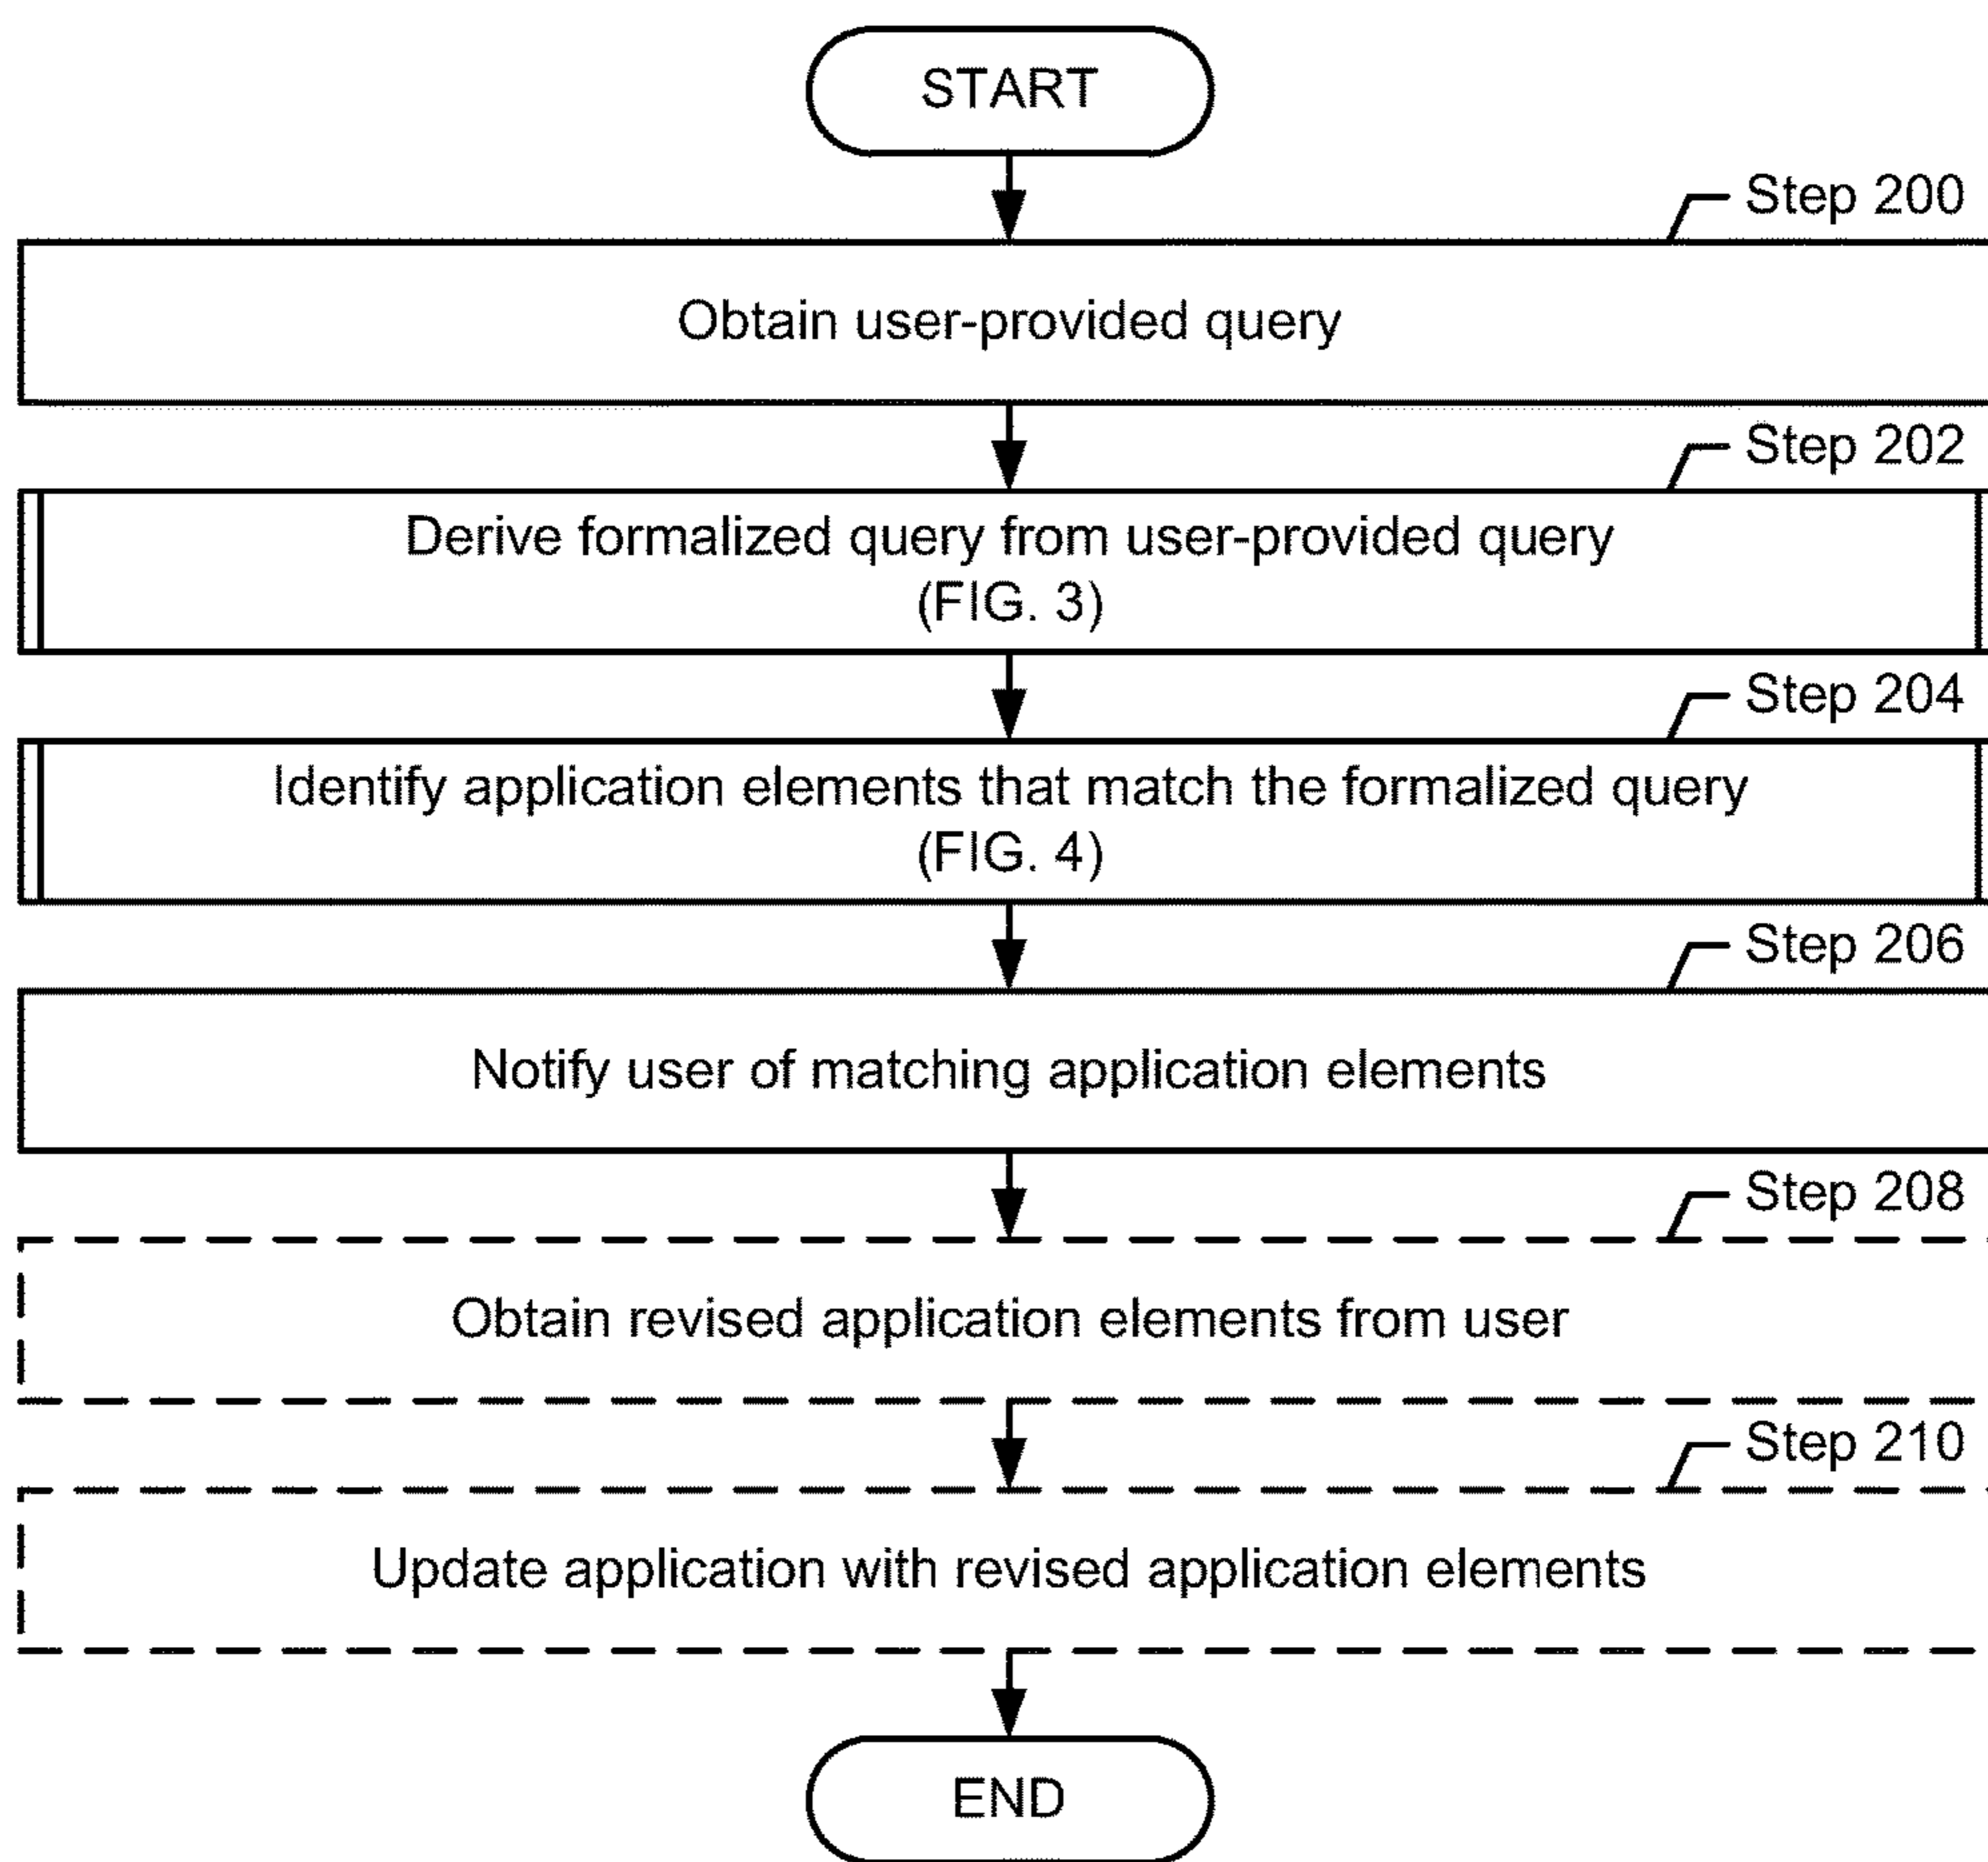 START
Step 200
Obtain user-provided query
Step 202
Derive formalized query from user-provided query
(FIG. 3)
Step 204
Identify application elements that match the formalized query
(FIG. 4)
Step 206
Notify user of matching application elements
Step 208
Obtain revised application elements from user
Step 210
Update application with revised application elements
END